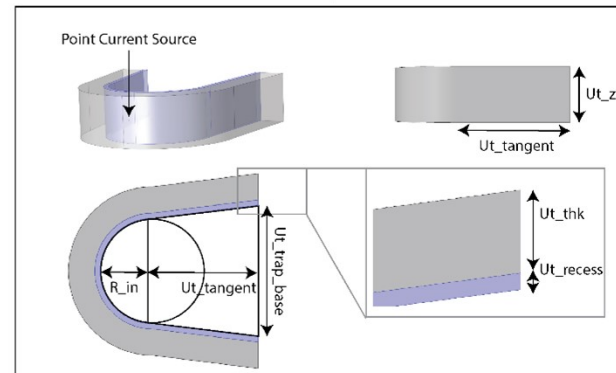 Point Current Source
Ut_z
Ut_tangent
Ut_thk
Ut_recess
Ut_trap_base
R_in
Ut_tangent